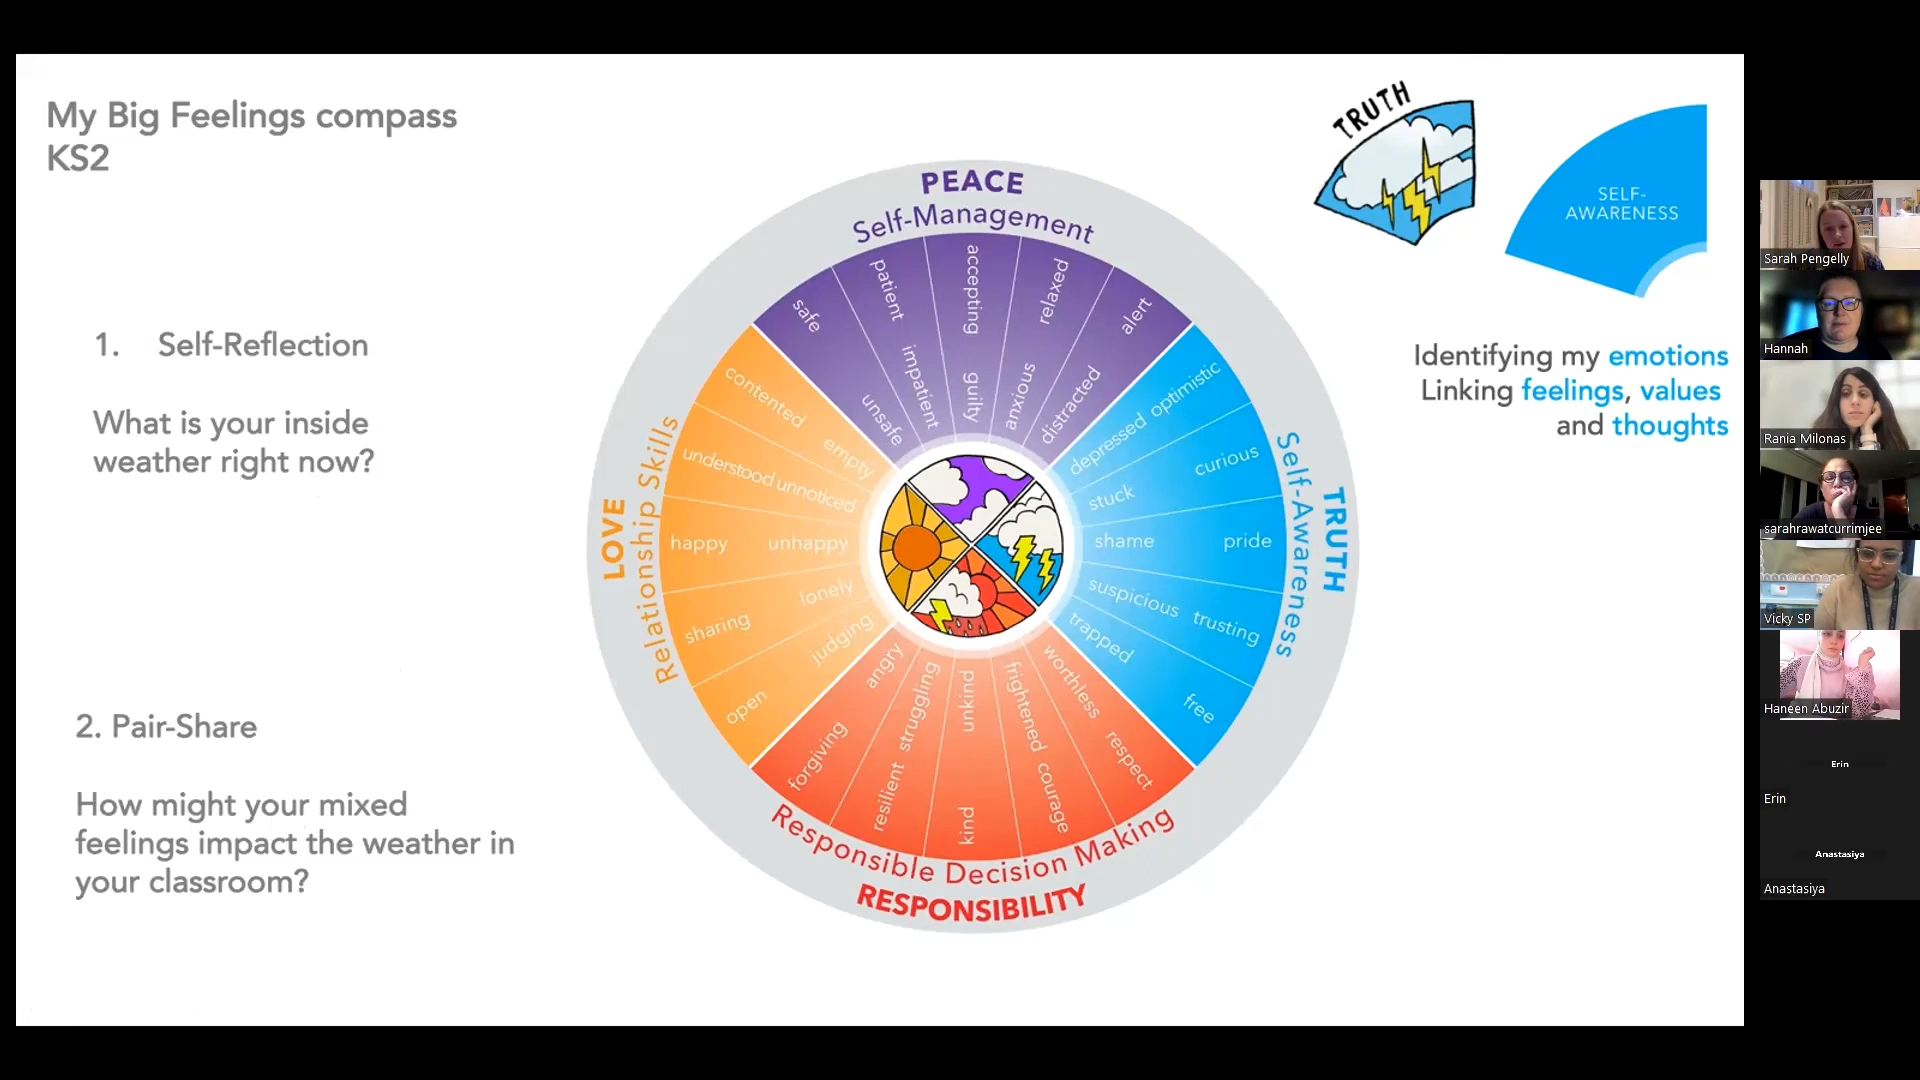 My Big Feelings compass
KS2
1. Self-Reflection
What is your inside
weather right now?
2. Pair-Share
How might your mixed
feelings impact the weather in
your classroom?
PEACE
Self-Management
safe
patient
accepting
relaxed
alert
unsafe
impatient
guilty
anxious
distracted
TRUTH
Self-Awareness
optimistic
depressed
curious
stuck
pride
shame
trusting
suspicious
free
trapped
RESPONSIBILITY
Responsible Decision Making
respect
worthless
courage
frightened
kind
unkind
resilient
struggling
forgiving
angry
LOVE
Relationship Skills
open
judging
sharing
lonely
happy
unhappy
understood
unnoticed
contented
empty
TRUTH
SELF-
AWARENESS
Identifying my emotions
Linking feelings, values
and thoughts
Sarah Pengelly
Hannah
Rania Milonas
sarahrawatcurrimjee
Vicky SP
Haneen Abuzir
Erin
Erin
Anastasiya
Anastasiya